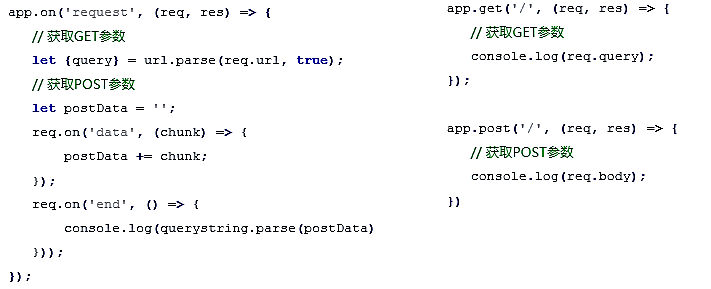 app.on('request', (req, res) => {
// 获取GET参数
let {query} = url.parse(req.url, true);
// 获取POST参数
let postData = '';
req.on('data', (chunk) => {
postData += chunk;
});
req.on('end', () => {
console.log(querystring.parse(postData)
}));
});
app.get('/', (req, res) => {
// 获取GET参数
console.log(req.query);
});
app.post('/', (req, res) => {
// 获取POST参数
console.log(req.body);
})